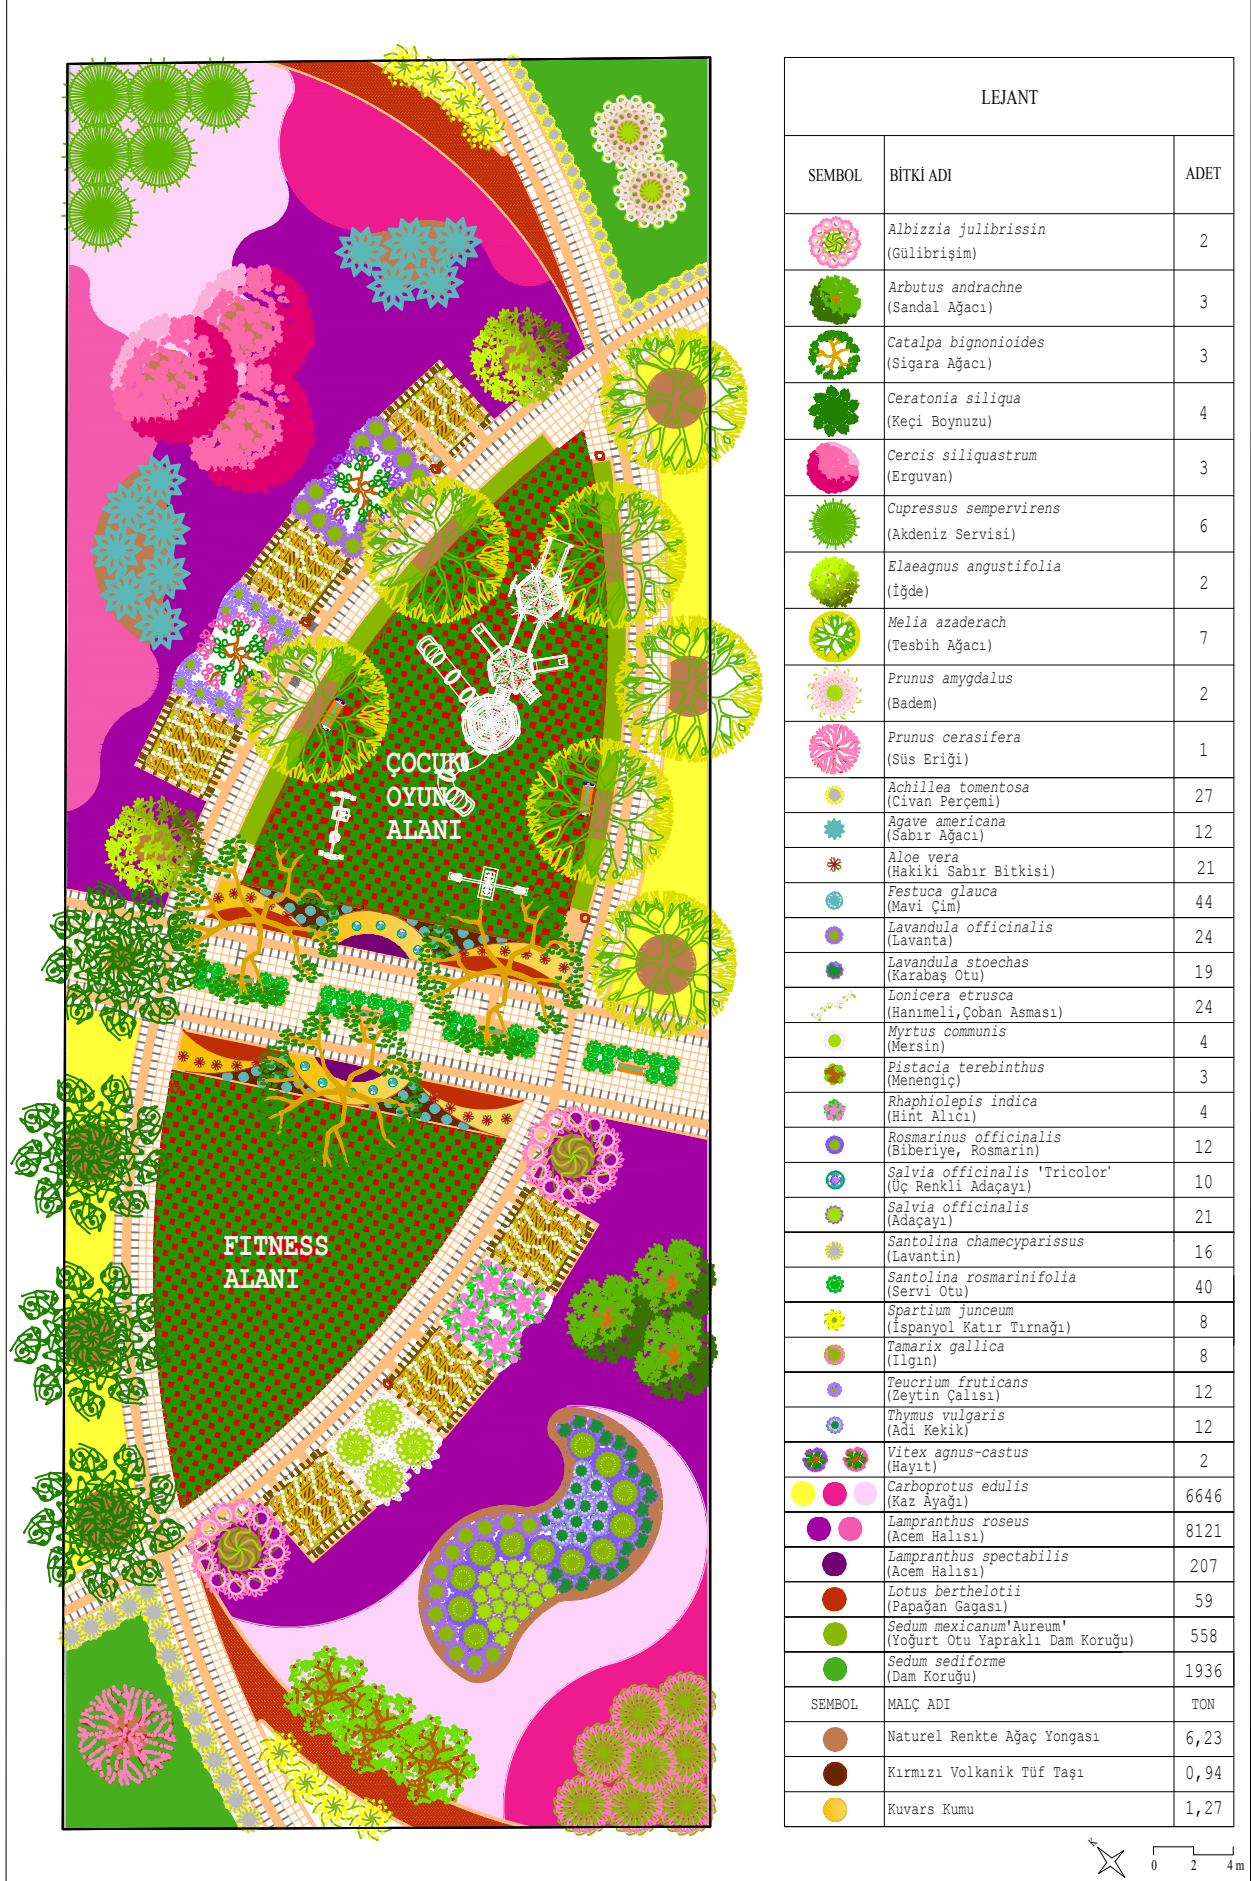 ÇOCUK
OYUN
ALANI
FITNESS
ALANI
LEJANT
SEMBOL BİTKİ ADI ADET
Albizzia julibrissin
(Gülibrişim) 2
Arbutus andrachne
(Sandal Ağacı) 3
Catalpa bignonioides
(Sigara Ağacı) 3
Ceratonia siliqua
(Keçi Boynuzu) 4
Cercis siliquastrum
(Erguvan) 3
Cupressus sempervirens
(Akdeniz Servisi) 6
Elaeagnus angustifolia
(İğde) 2
Melia azaderach
(Tesbih Ağacı) 7
Prunus amygdalus
(Badem) 2
Prunus cerasifera
(Süs Eriği) 1
Achillea tomentosa
(Civan Perçemi) 27
Agave americana
(Sabır Ağacı) 12
Aloe vera
(Hakiki Sabır Bitkisi) 21
Festuca glauca
(Mavi Çim) 44
Lavandula officinalis
(Lavanta) 24
Lavandula stoechas
(Karabaş Otu) 19
Lonicera etrusca
(Hanımeli,Çoban Asması) 24
Myrtus communis
(Mersin) 4
Pistacia terebinthus
(Menengiç) 3
Rhaphiolepis indica
(Hint Alıcı) 4
Rosmarinus officinalis
(Biberiye, Rosmarin) 12
Salvia officinalis 'Tricolor'
(Üç Renkli Adaçayı) 10
Salvia officinalis
(Adaçayı) 21
Santolina chamecyparissus
(Lavantin) 16
Santolina rosmarinifolia
(Servi Otu) 40
Spartium junceum
(İspanyol Katır Tırnağı) 8
Tamarix gallica
(Ilgın) 8
Teucrium fruticans
(Zeytin Çalısı) 12
Thymus vulgaris
(Adi Kekik) 12
Vitex agnus-castus
(Hayıt) 2
Carboprotus edulis
(Kaz Ayağı) 6646
Lampranthus roseus
(Acem Halısı) 8121
Lampranthus spectabilis
(Acem Halısı) 207
Lotus berthelotii
(Papağan Gagası) 59
Sedum mexicanum'Aureum'
(Yoğurt Otu Yapraklı Dam Koruğu) 558
Sedum sediforme
(Dam Koruğu) 1936
SEMBOL MALÇ ADI TON
Naturel Renkte Ağaç Yongası 6,23
Kırmızı Volkanik Tüf Taşı 0,94
Kuvars Kumu 1,27
K
0 2 4 m